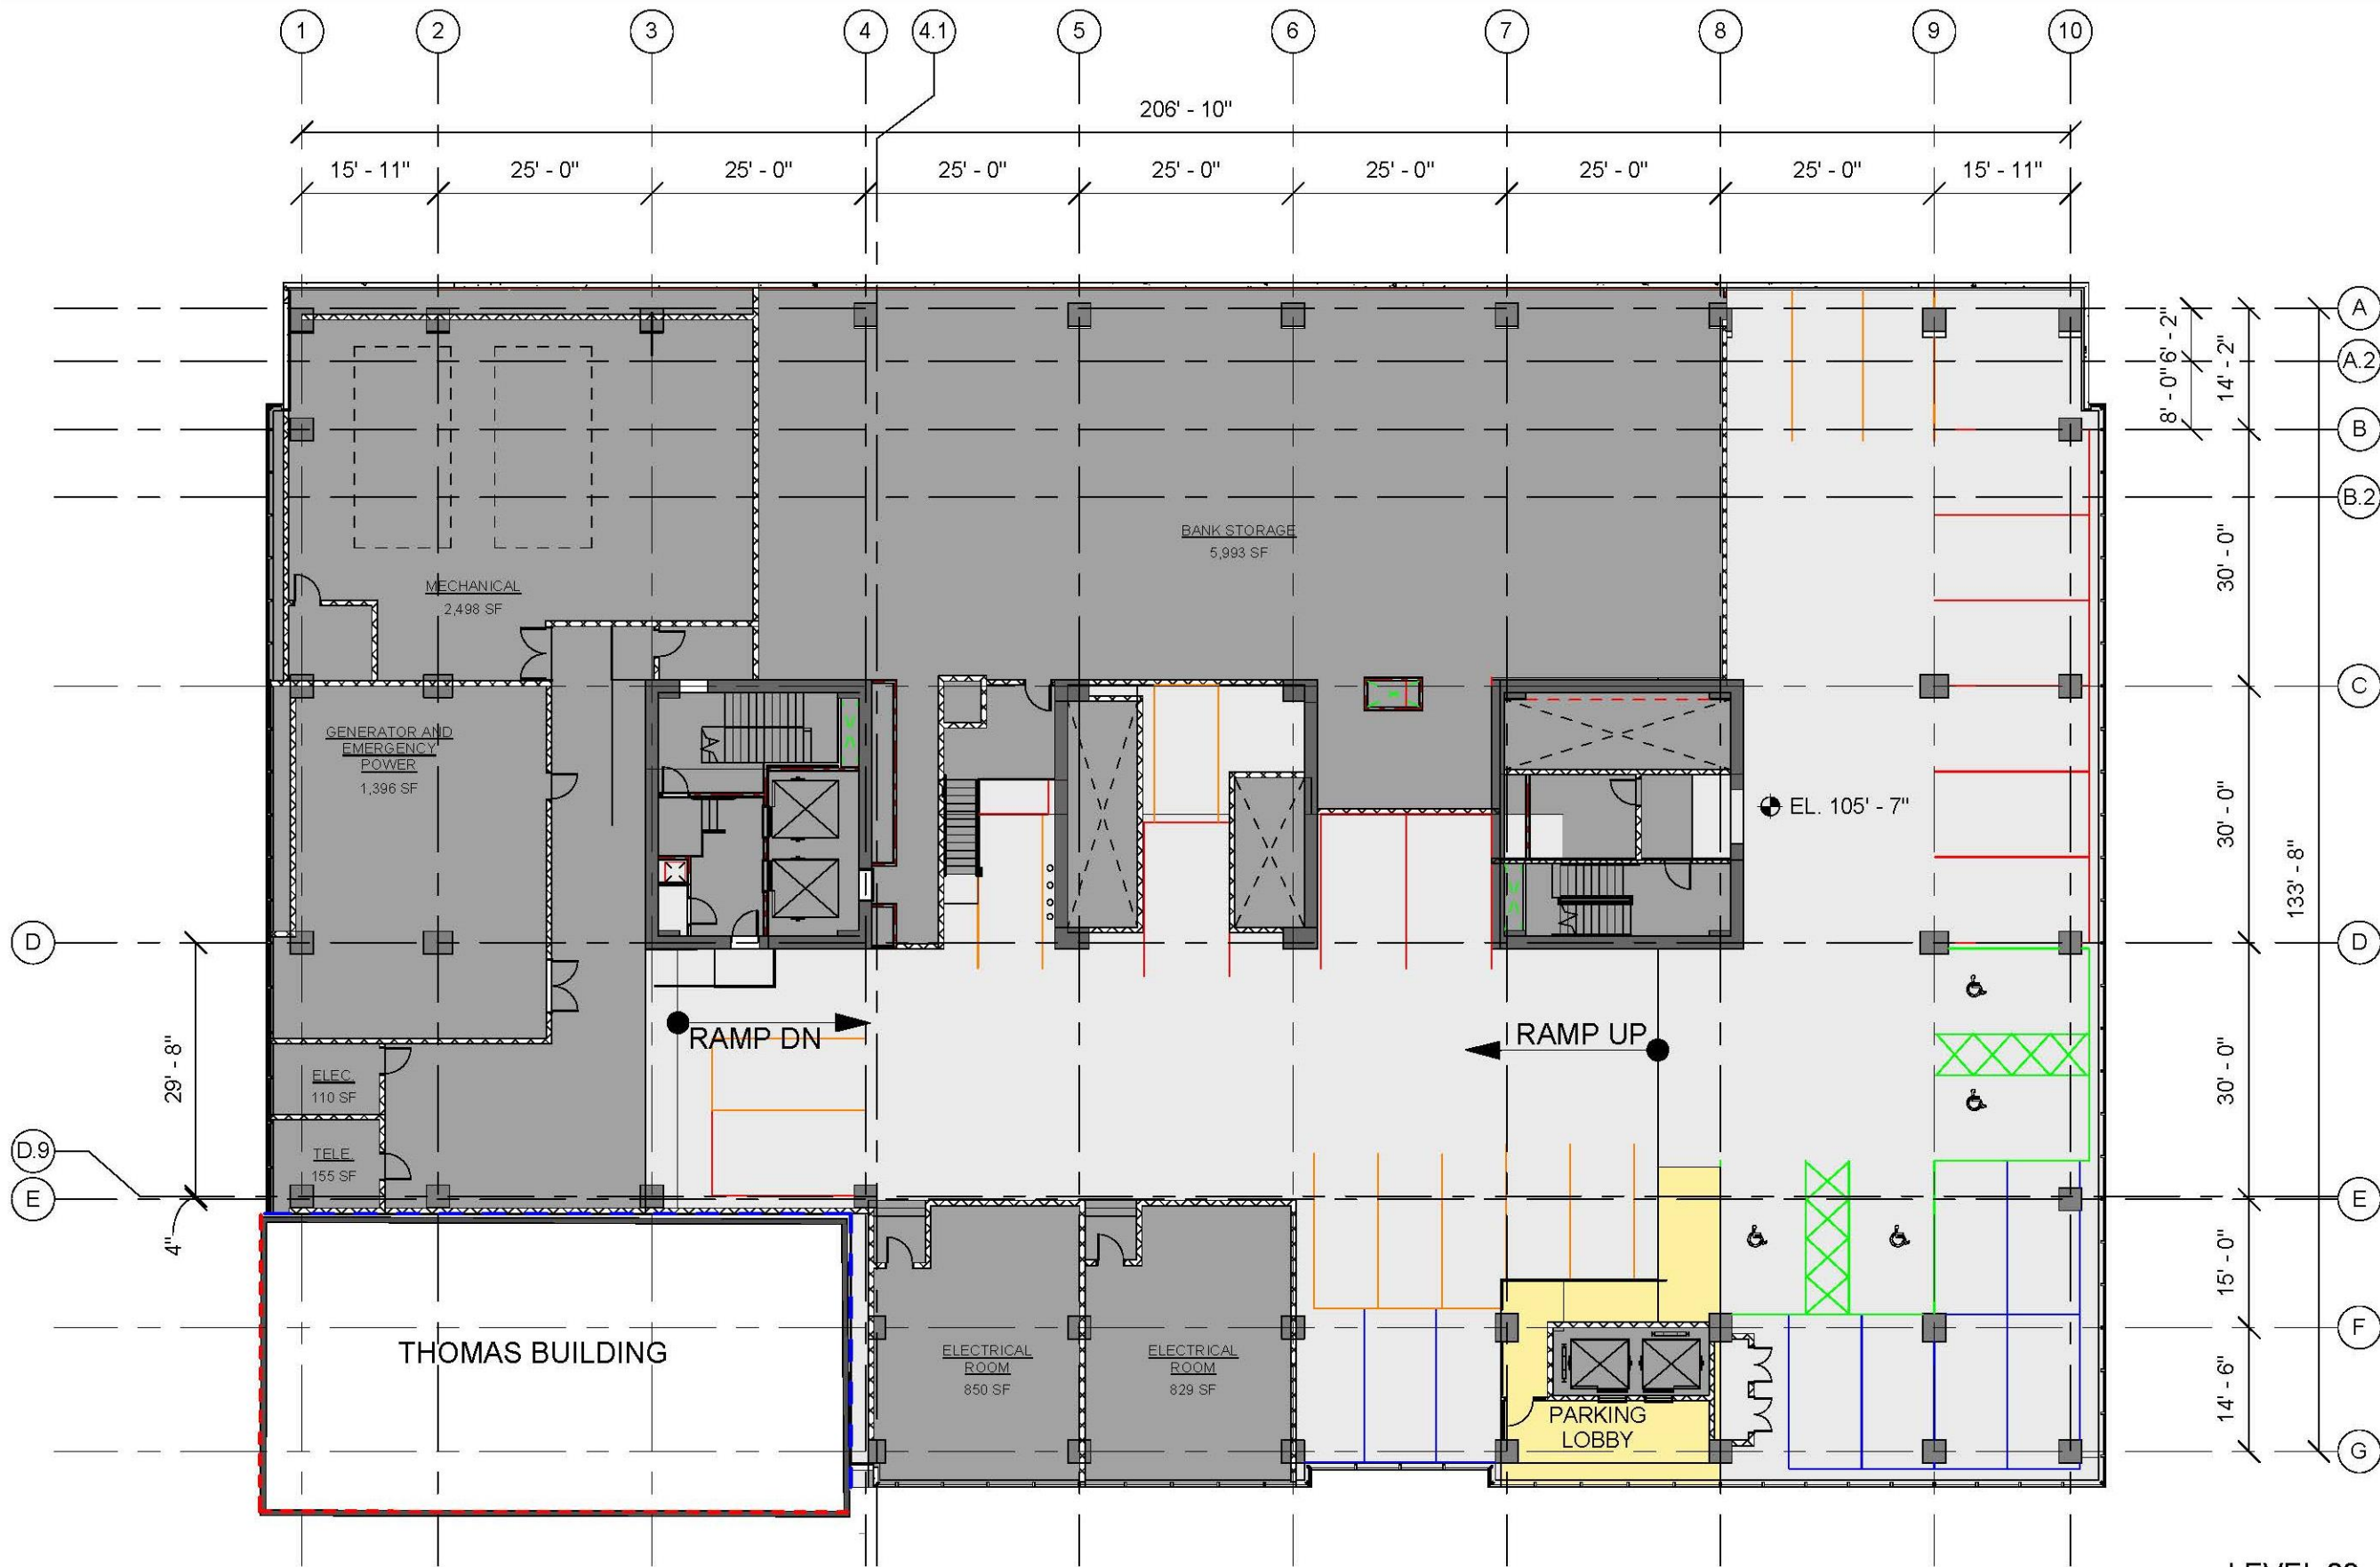 1 2 3 4 4.1 5 6 7 8 9 10
206' - 10"
15' - 11" 25' - 0" 25' - 0" 25' - 0" 25' - 0" 25' - 0" 25' - 0" 25' - 0" 15' - 11"
A
6' - 2"
14' - 2"
A.2
8' - 0"
B
B.2
BANK STORAGE
5,993 SF
30' - 0"
MECHANICAL
2,498 SF
C
GENERATOR AND
EMERGENCY
POWER
1,396 SF
EL. 105' - 7"
30' - 0"
133' - 8"
D
D
RAMP DN
RAMP UP
29' - 8"
30' - 0"
ELEC.
110 SF
D.9
TELE.
155 SF
E
E
4"
15' - 0"
F
THOMAS BUILDING
ELECTRICAL
ROOM
850 SF
ELECTRICAL
ROOM
829 SF
14' - 6"
PARKING
LOBBY
G